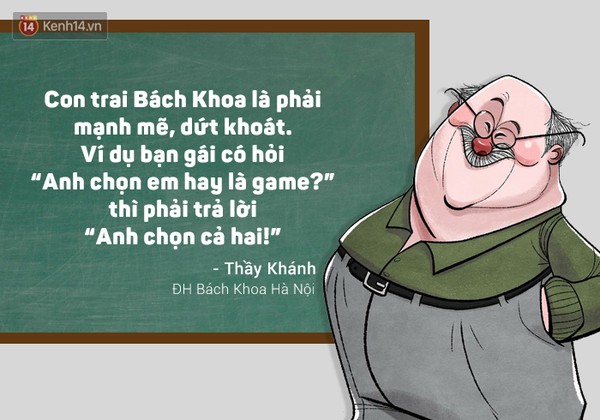 14
Kenh14.vn
Con trai Bách Khoa là phải
mạnh mẽ, dứt khoát.
Ví dụ bạn gái có hỏi
“Anh chọn em hay là game?”
thì phải trả lời
“Anh chọn cả hai!”
- Thầy Khánh
ĐH Bách Khoa Hà Nội